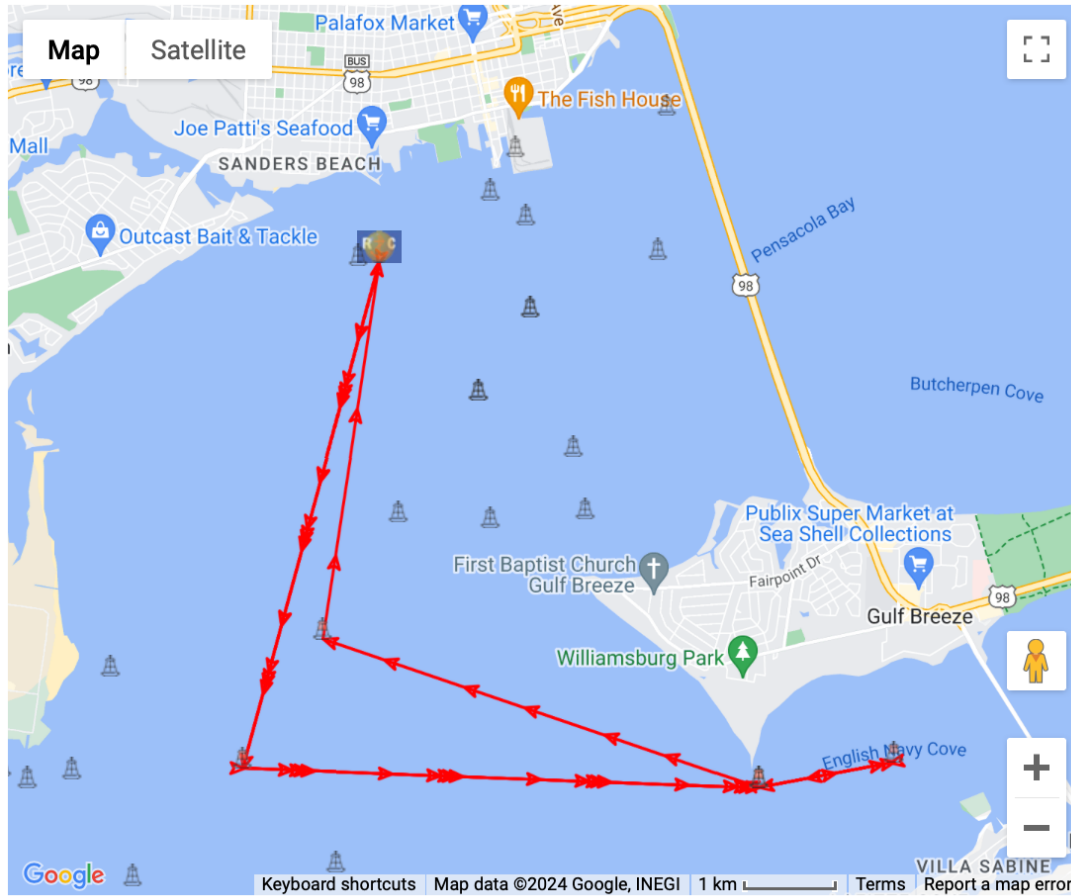 Palafox Market
Ave
Map
Satellite
BUS
98
The Fish House
Joe Patti's Seafood
Mall
SANDERS BEACH
Pensacola Bay
Outcast Bait & Tackle
R C
98
Butcherpen Cove
Publix Super Market at
Sea Shell Collections
First Baptist Church
Gulf Breeze
Fairpoint Dr
98
Gulf Breeze
Williamsburg Park
English Navy Cove
+
−
VILLA SABINE
Google
Keyboard shortcuts
Map data ©2024 Google, INEGI
1 km
Terms
Report a map error